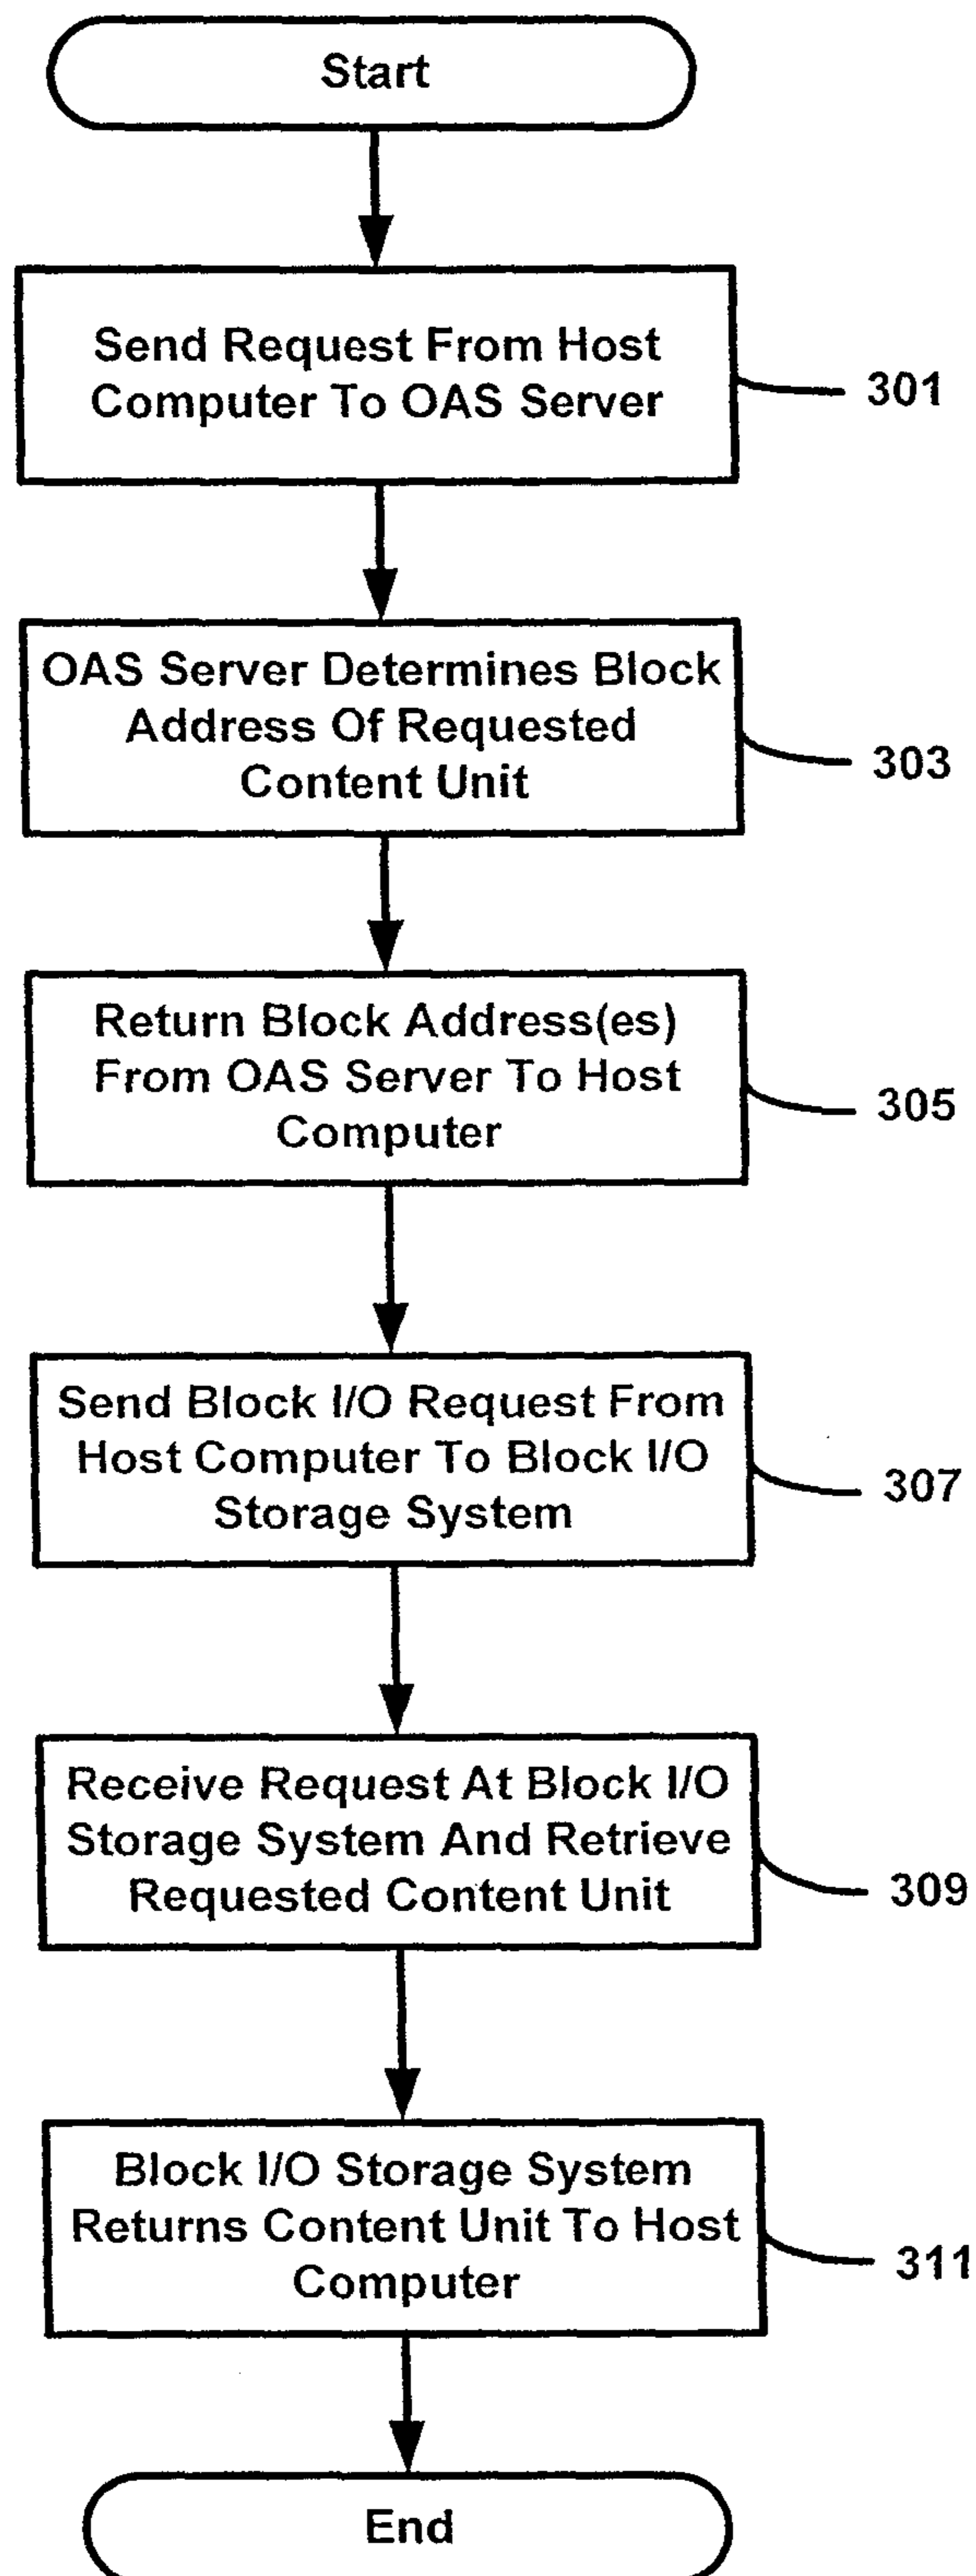 Start
Send Request From Host
Computer To OAS Server
301
OAS Server Determines Block
Address Of Requested
Content Unit
303
Return Block Address(es)
From OAS Server To Host
Computer
305
Send Block I/O Request From
Host Computer To Block I/O
Storage System
307
Receive Request At Block I/O
Storage System And Retrieve
Requested Content Unit
309
Block I/O Storage System
Returns Content Unit To Host
Computer
311
End